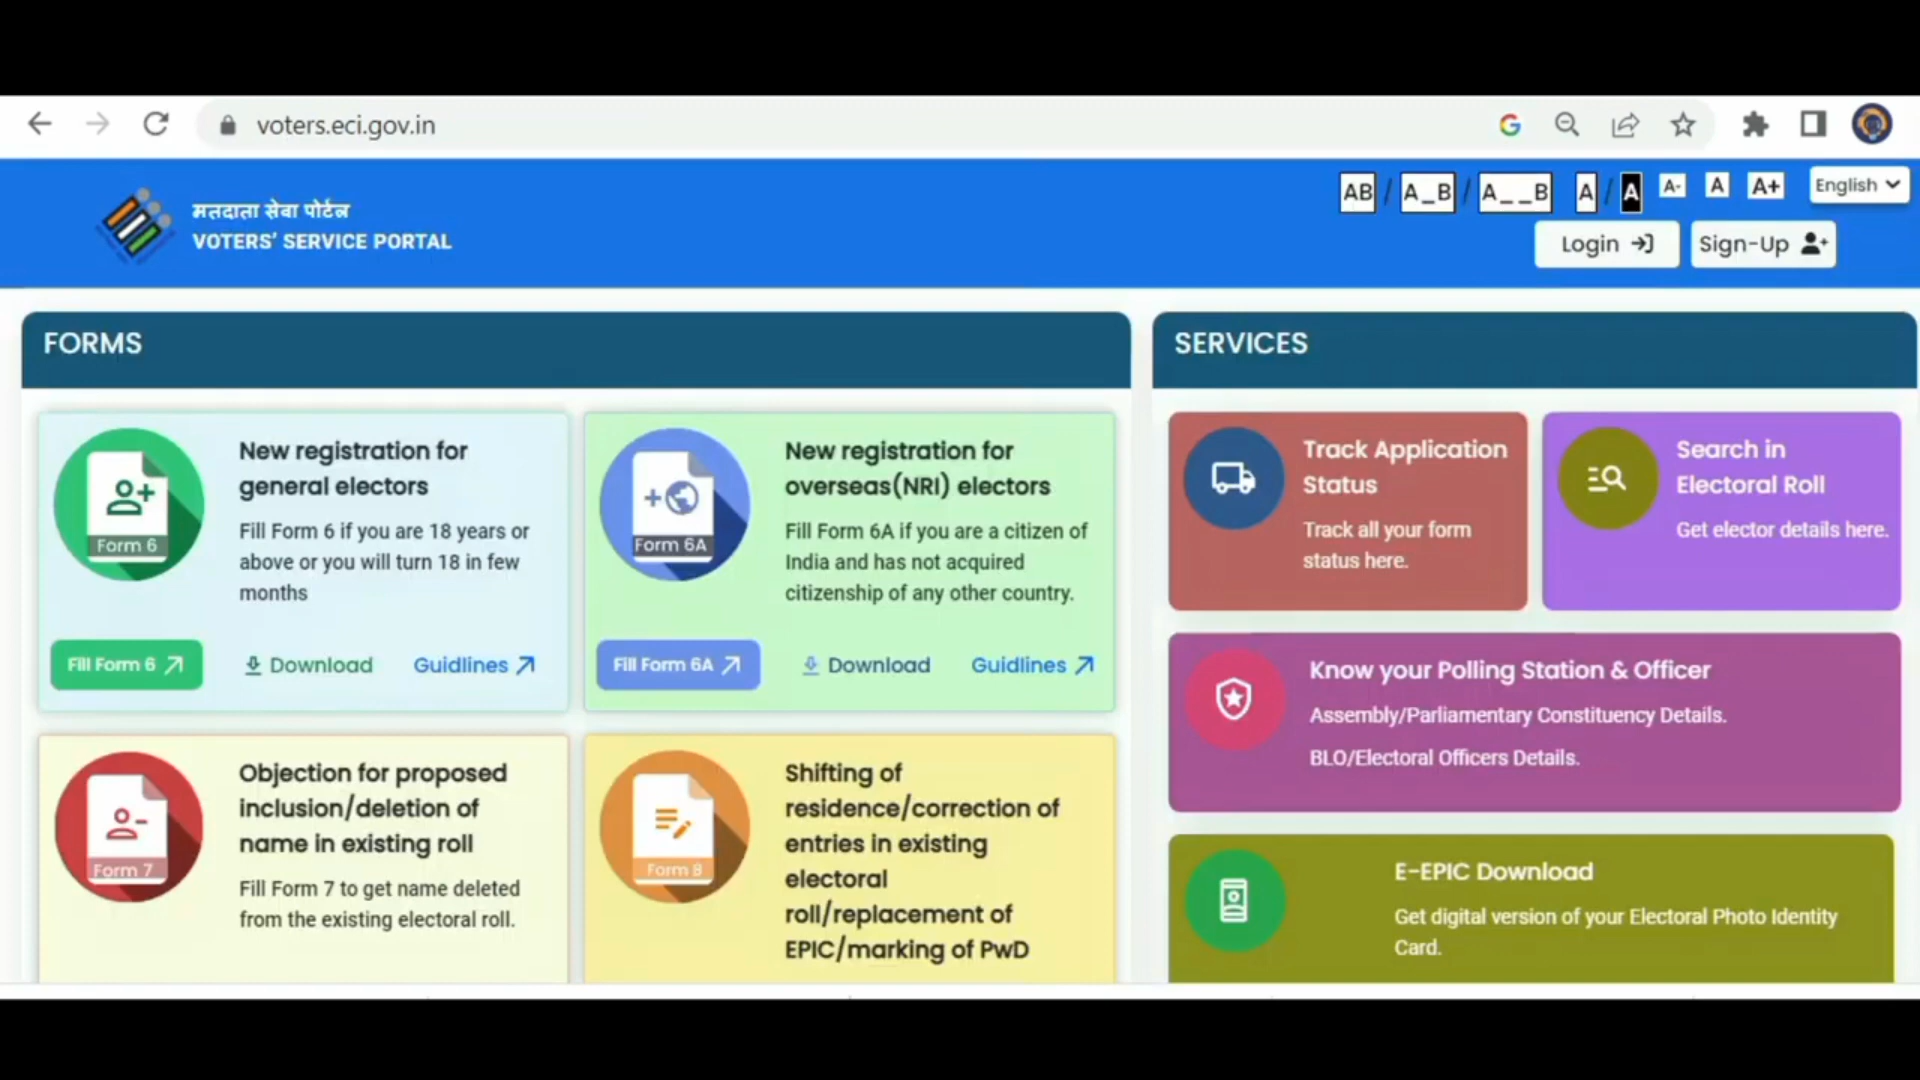 voters.eci.gov.in
AB / A_B / A__B A / A A- A A+ English
मतदाता सेवा पोर्टल
VOTERS' SERVICE PORTAL
Login
Sign-Up
FORMS
New registration for
general electors
Fill Form 6 if you are 18 years or
above or you will turn 18 in few
months
Form 6
Fill Form 6
Download
Guidlines
New registration for
overseas(NRI) electors
Fill Form 6A if you are a citizen of
India and has not acquired
citizenship of any other country.
Form 6A
Fill Form 6A
Download
Guidlines
Objection for proposed
inclusion/deletion of
name in existing roll
Fill Form 7 to get name deleted
from the existing electoral roll.
Form 7
Shifting of
residence/correction of
entries in existing
electoral
roll/replacement of
EPIC/marking of PwD
Form 8
SERVICES
Track Application
Status
Track all your form
status here.
Search in
Electoral Roll
Get elector details here.
Know your Polling Station & Officer
Assembly/Parliamentary Constituency Details.
BLO/Electoral Officers Details.
E-EPIC Download
Get digital version of your Electoral Photo Identity
Card.